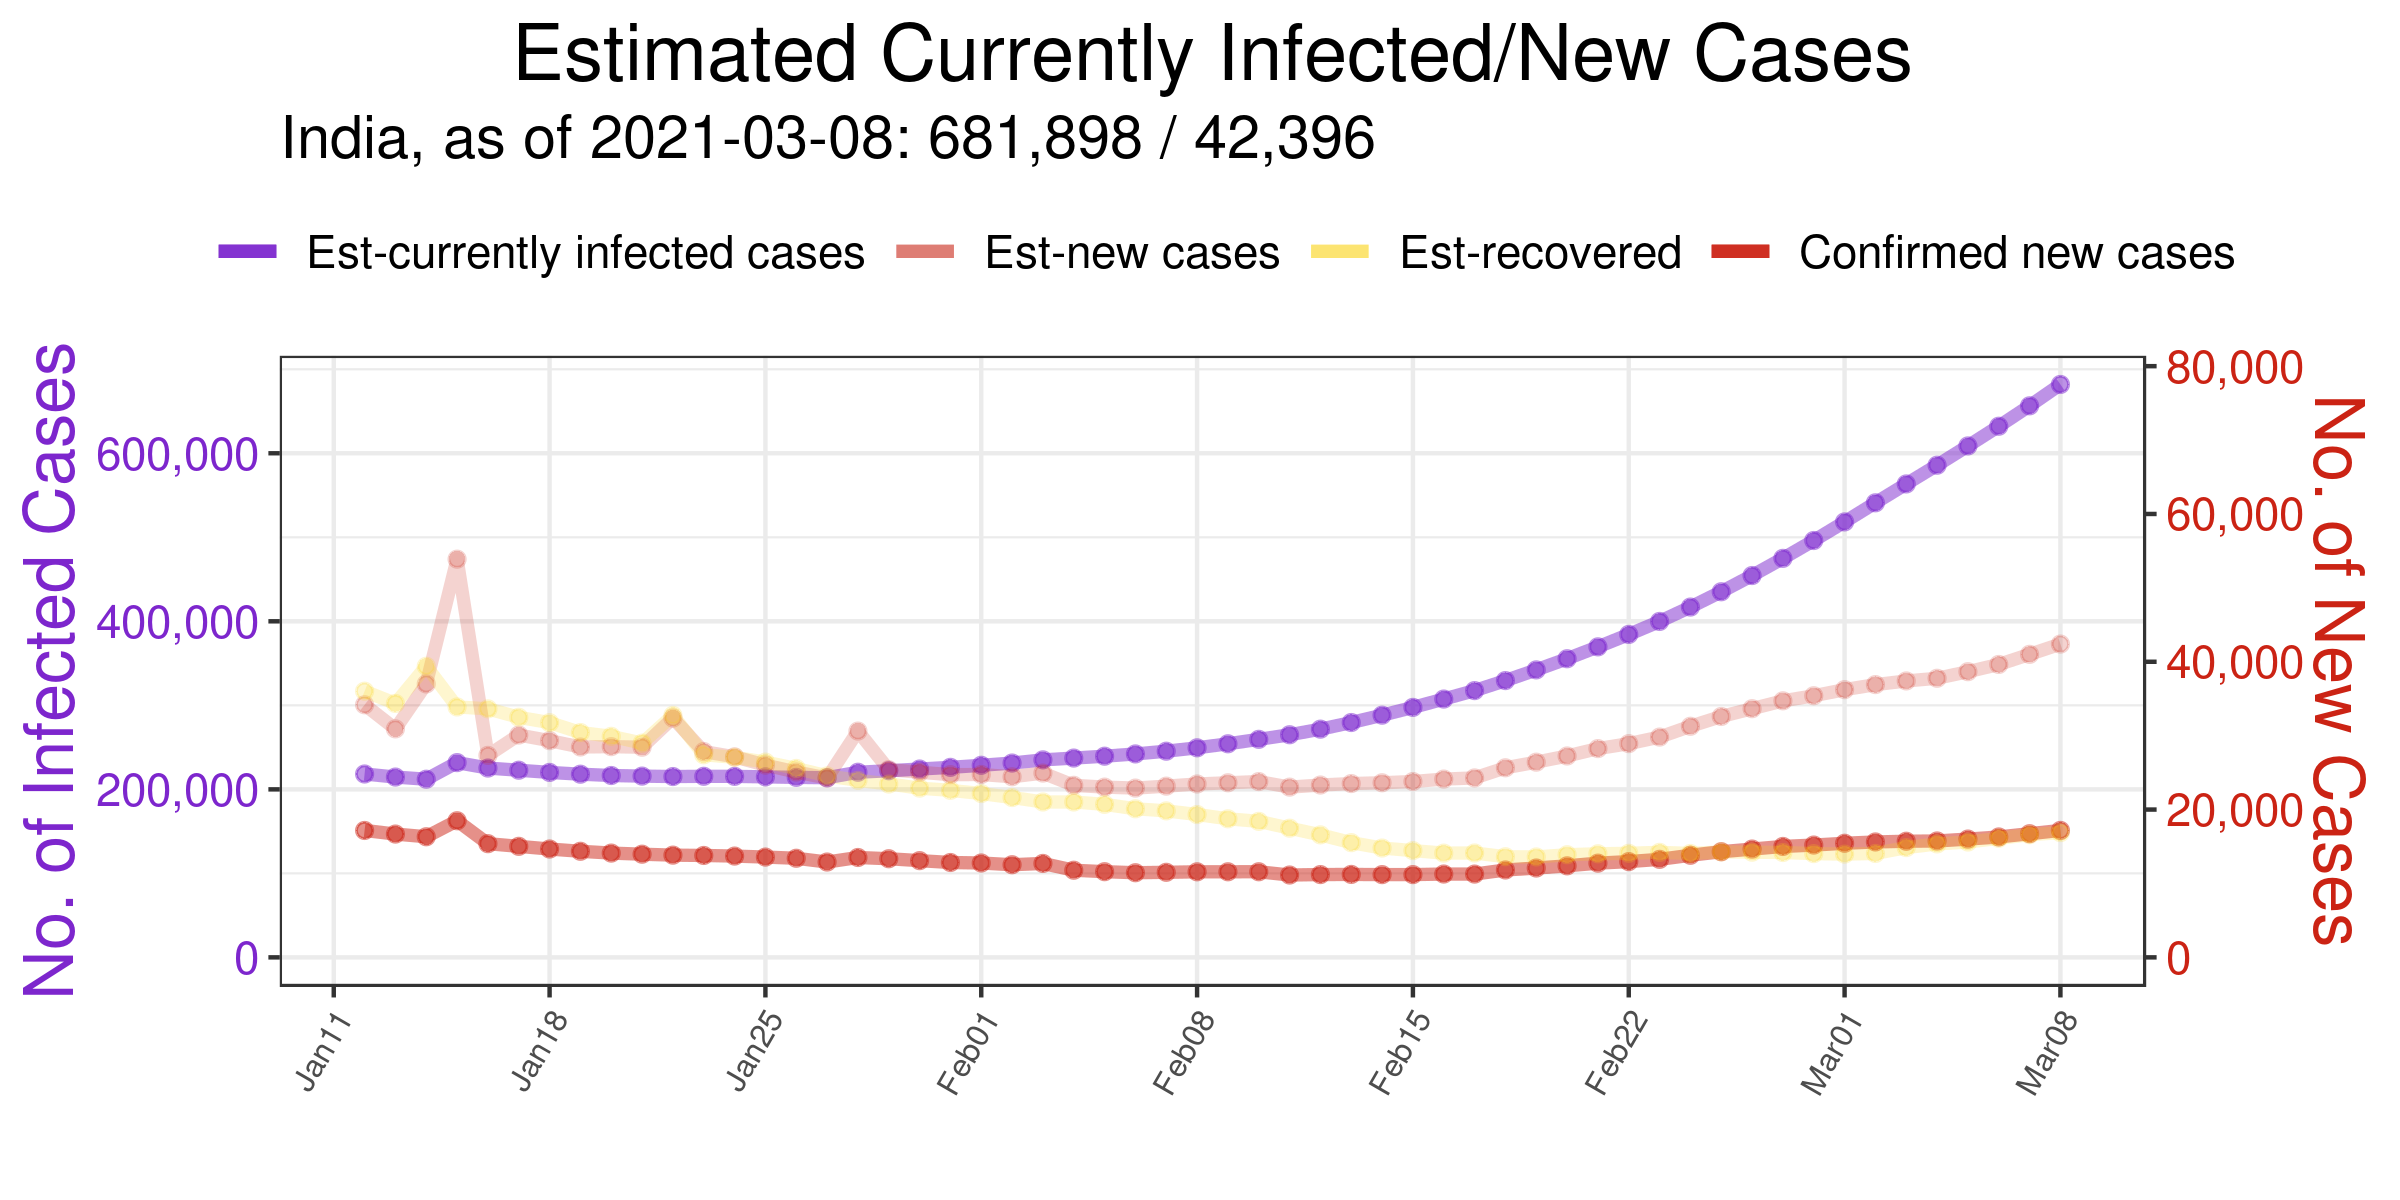 Estimated Currently Infected/New Cases
India, as of 2021-03-08: 681,898 / 42,396
Est-currently infected cases Est-new cases Est-recovered Confirmed new cases
No. of Infected Cases
600,000
400,000
200,000
0
80,000
60,000
40,000
20,000
0
No. of New Cases
Jan11 Jan18 Jan25 Feb01 Feb08 Feb15 Feb22 Mar01 Mar08